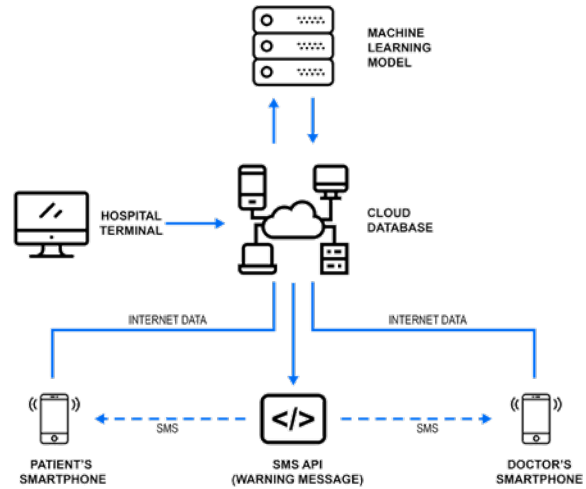 MACHINE
LEARNING
MODEL
HOSPITAL
TERMINAL
CLOUD
DATABASE
INTERNET DATA
INTERNET DATA
</>
SMS
SMS
PATIENT'S
SMARTPHONE
SMS API
(WARNING MESSAGE)
DOCTOR'S
SMARTPHONE